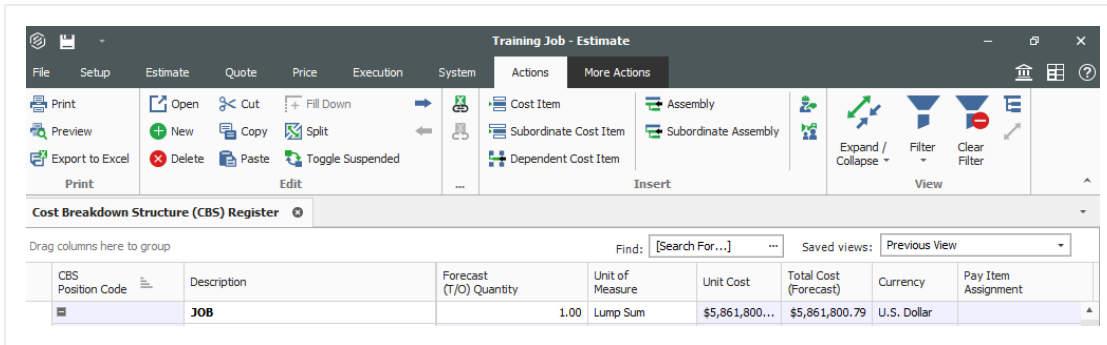 Training Job - Estimate
File Setup Estimate Quote Price Execution System Actions More Actions
Print Open Cut Fill Down Cost Item Assembly
Preview New Copy Split Subordinate Cost Item Subordinate Assembly
Export to Excel Delete Paste Toggle Suspended Dependent Cost Item
Expand / Collapse Filter Clear Filter
Print Edit ... Insert View
Cost Breakdown Structure (CBS) Register
Drag columns here to group Find: [Search For...] ... Saved views: Previous View
CBS Position Code Description Forecast (T/O) Quantity Unit of Measure Unit Cost Total Cost (Forecast) Currency Pay Item Assignment
JOB 1.00 Lump Sum $5,861,800... $5,861,800.79 U.S. Dollar